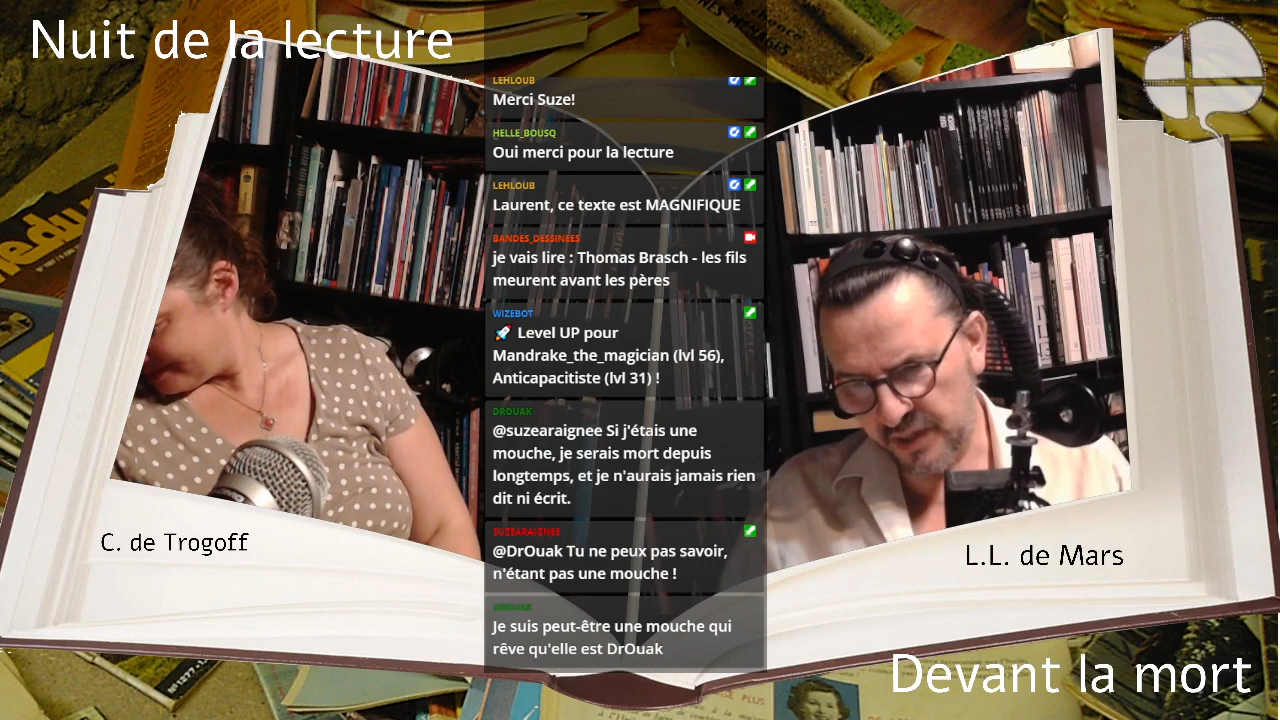 Nuit de la lecture
LEHLOUB
Merci Suze!
HELLE_BOUSQ
Oui merci pour la lecture
LEHLOUB
Laurent, ce texte est MAGNIFIQUE
BANDES_DESSINEES
je vais lire : Thomas Brasch - les fils
meurent avant les pères
WIZEBOT
🚀 Level UP pour
Mandrake_the_magician (lvl 56),
Anticapacitiste (lvl 31) !
DROUAK
@suzearaignee Si j'étais une
mouche, je serais mort depuis
longtemps, et je n'aurais jamais rien
dit ni écrit.
SUZEARAIGNEE
@DrOuak Tu ne peux pas savoir,
n'étant pas une mouche !
DROUAK
Je suis peut-être une mouche qui
rêve qu'elle est DrOuak
C. de Trogoff
L.L. de Mars
Devant la mort